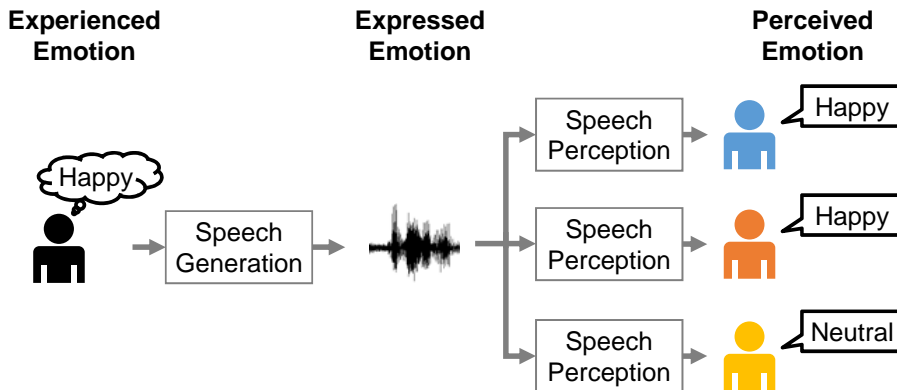 Experienced
Emotion
Expressed
Emotion
Perceived
Emotion
Happy
Speech
Generation
Speech
Perception
Happy
Speech
Perception
Happy
Speech
Perception
Neutral